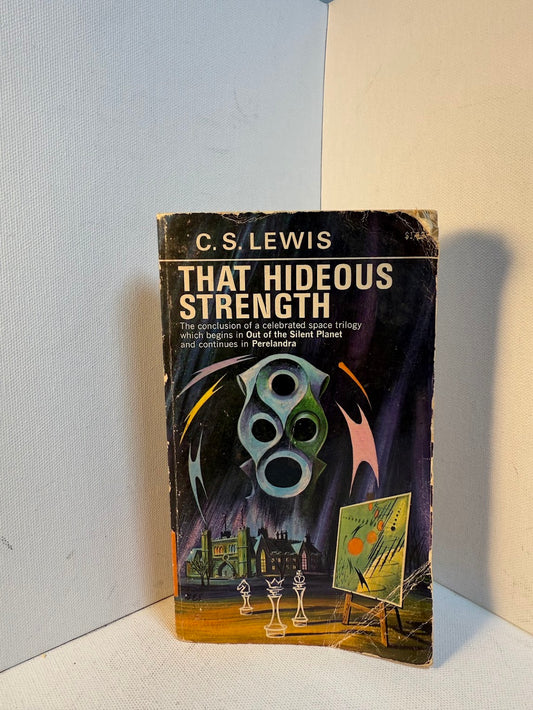 C. S. LEWIS
THAT HIDEOUS
STRENGTH
The conclusion of a celebrated space trilogy
which begins in Out of the Silent Planet
and continues in Perelandra